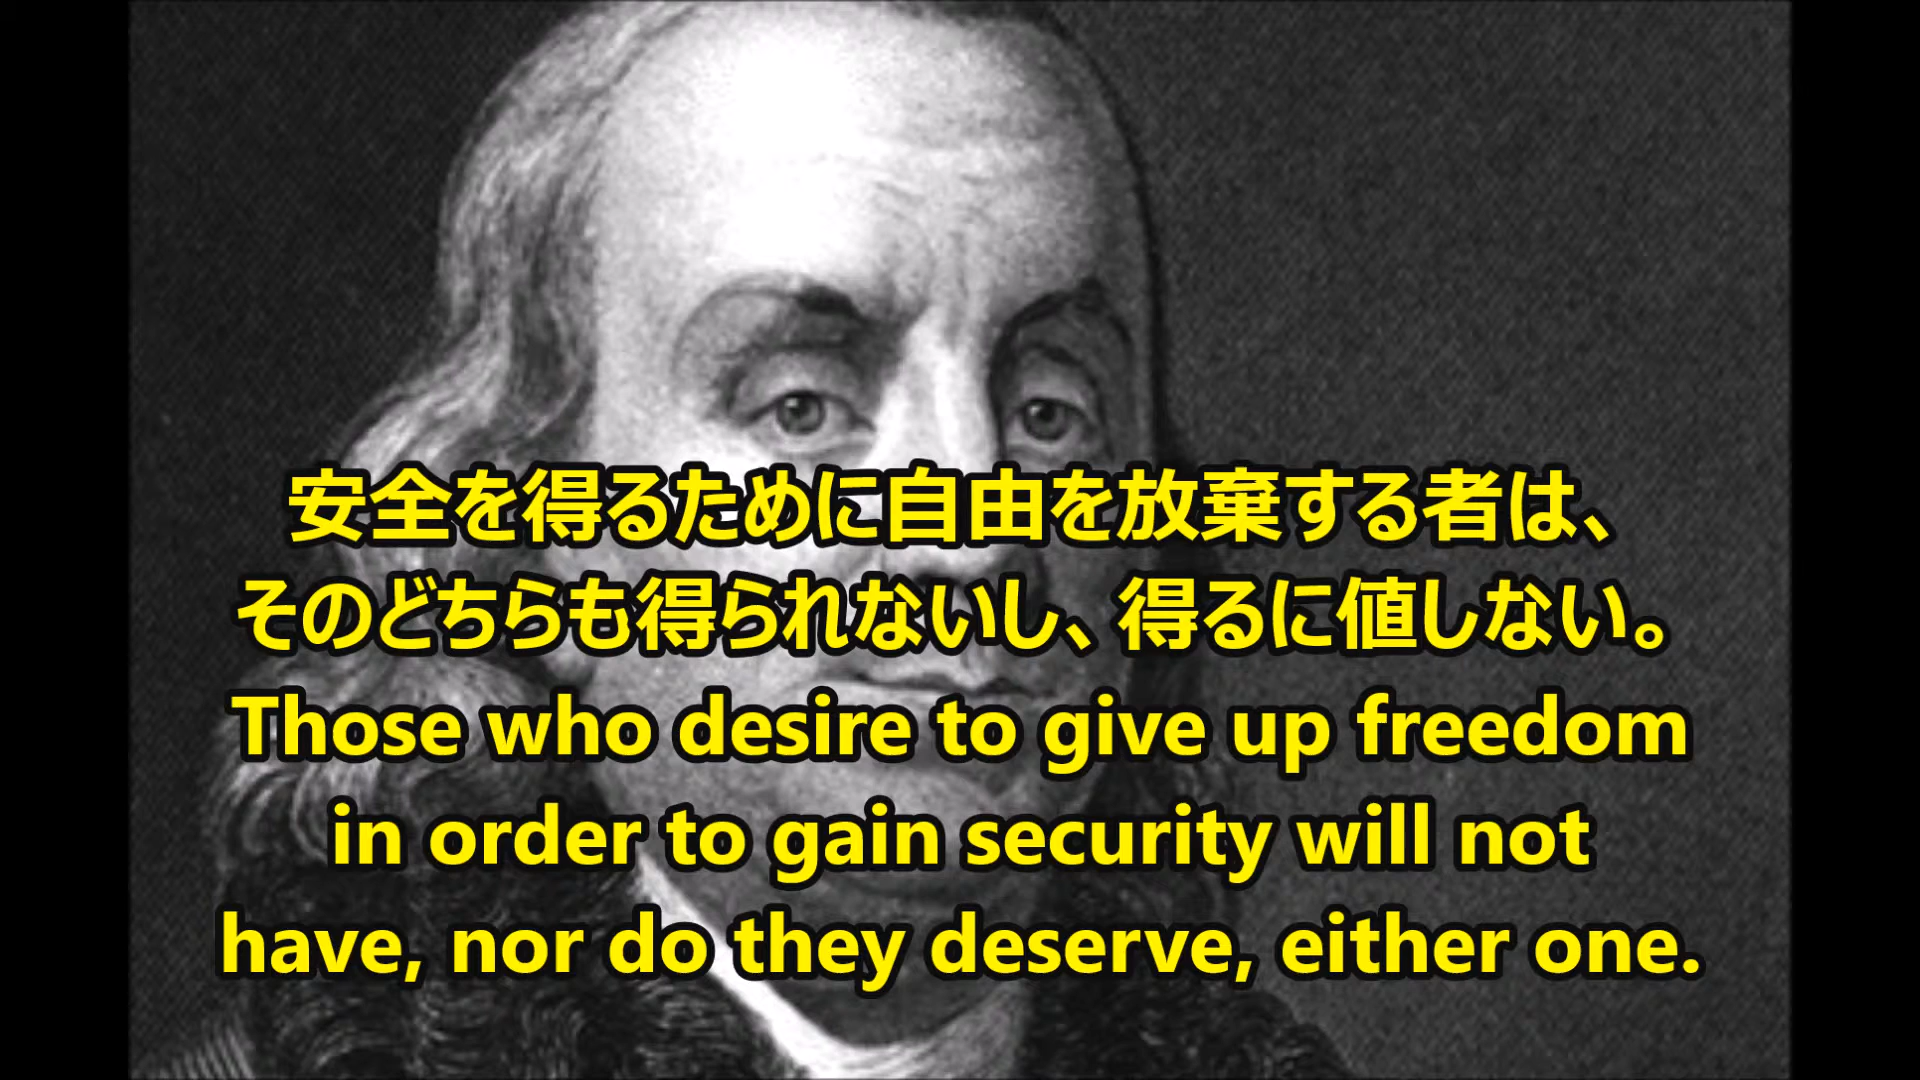 安全を得るために自由を放棄する者は、
そのどちらも得られないし、得るに値しない。
Those who desire to give up freedom
in order to gain security will not
have, nor do they deserve, either one.